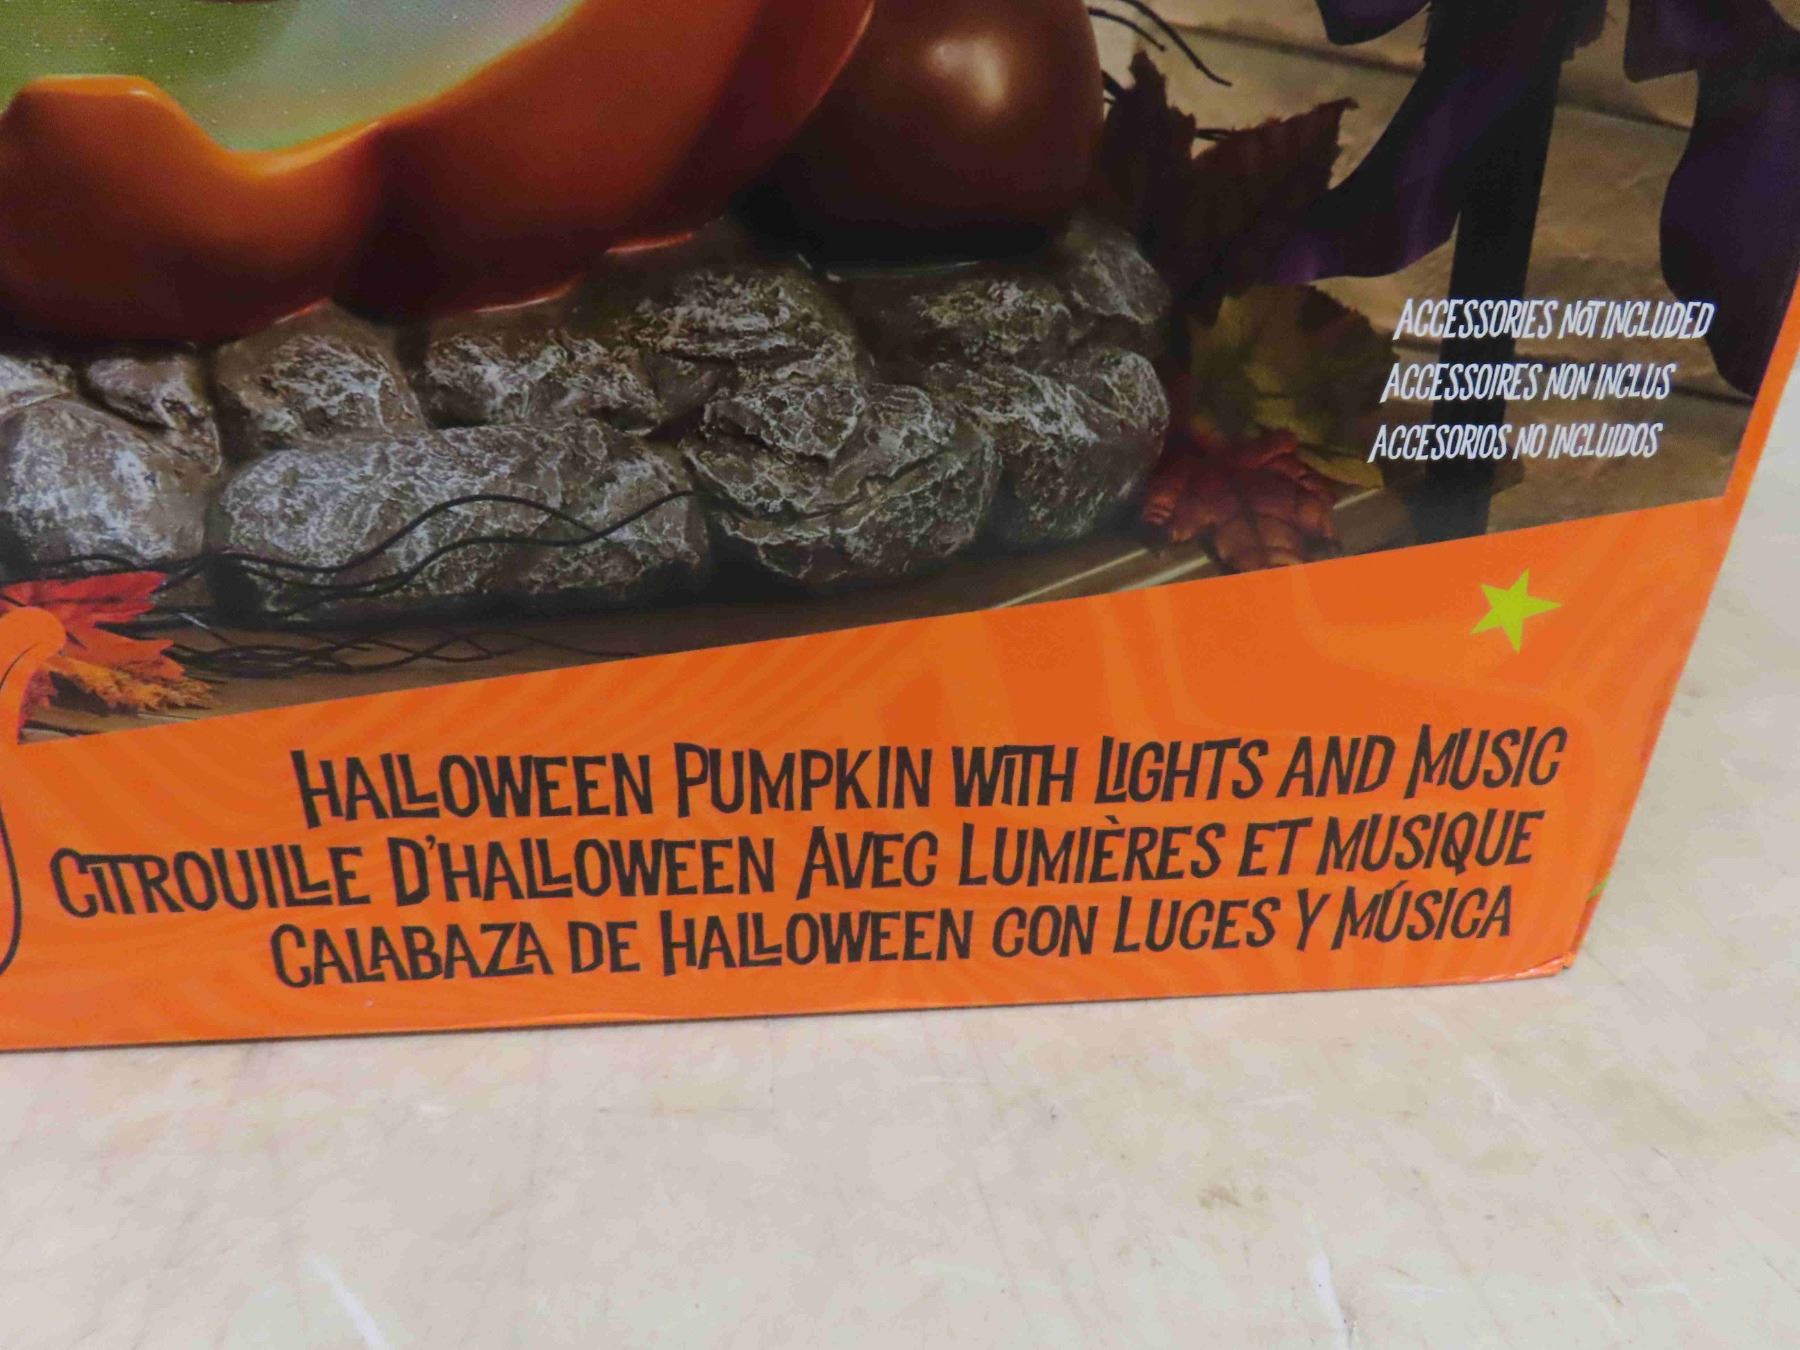 ACCESSORIES NOT INCLUDED
ACCESSOIRES NON INCLUS
ACCESORIOS NO INCLUIDOS
HALLOWEEN PUMPKIN WITH LIGHTS AND MUSIC
CITROUILLE D'HALLOWEEN AVEC LUMIÈRES ET MUSIQUE
CALABAZA DE HALLOWEEN CON LUCES Y MÚSICA